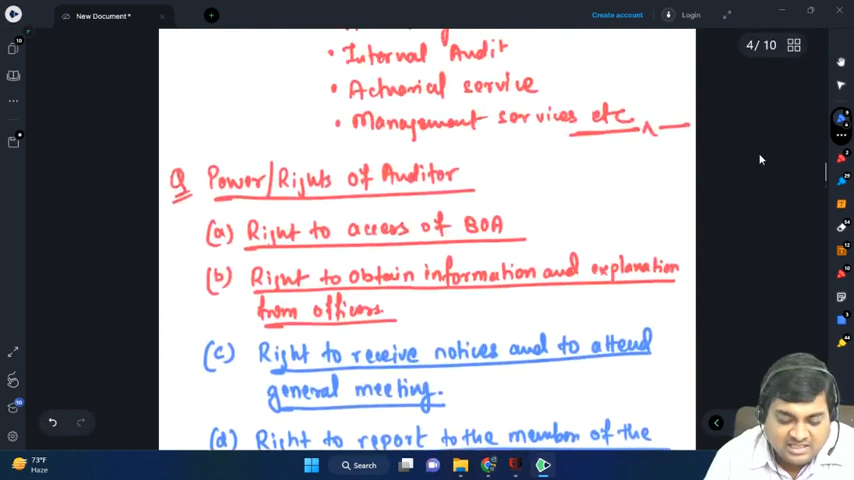 New Document*
Create account
Login
4/10
• Internal Audit
• Actuarial service
• Management services etc
Q Power/Rights of Auditor
(a) Right to access of BOA
(b) Right to obtain information and explanation
from officers.
(c) Right to receive notices and to attend
general meeting.
(d) Right to report to the member of the
73°F
Haze
Search